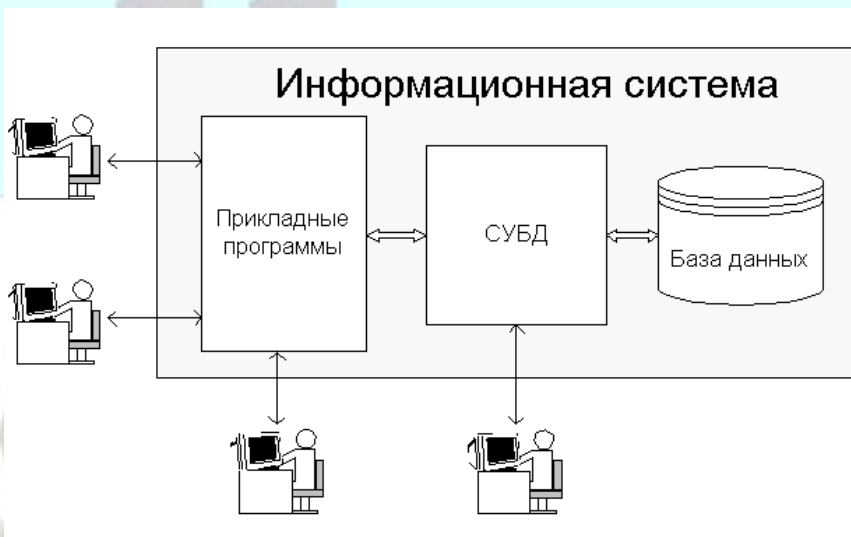 Информационная система
Прикладные
программы
СУБД
База данных